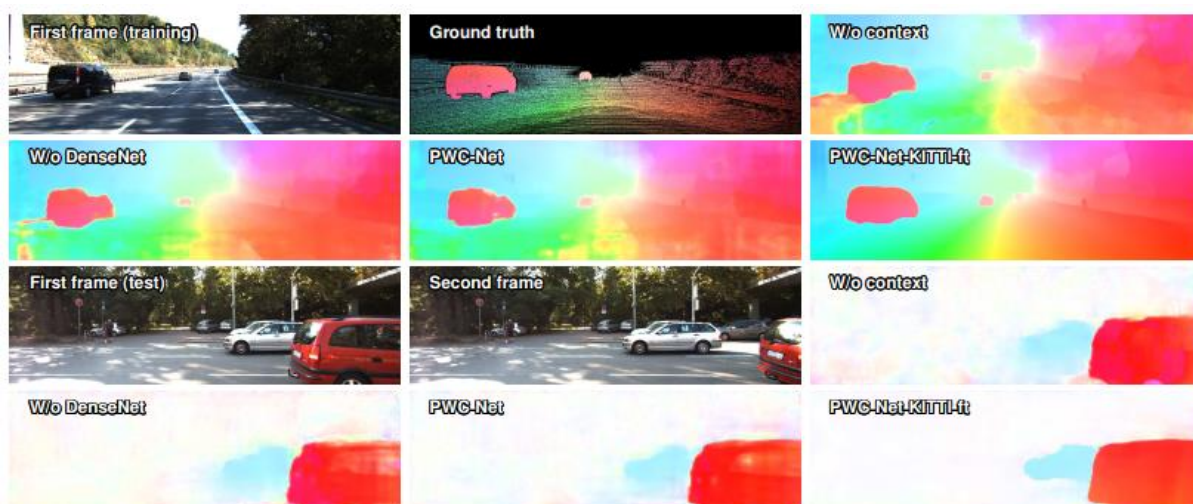 First frame (training)
Ground truth
W/o context
W/o DenseNet
PWC-Net
PWC-Net-KITTI-ft
First frame (test)
Second frame
W/o context
W/o DenseNet
PWC-Net
PWC-Net-KITTI-ft